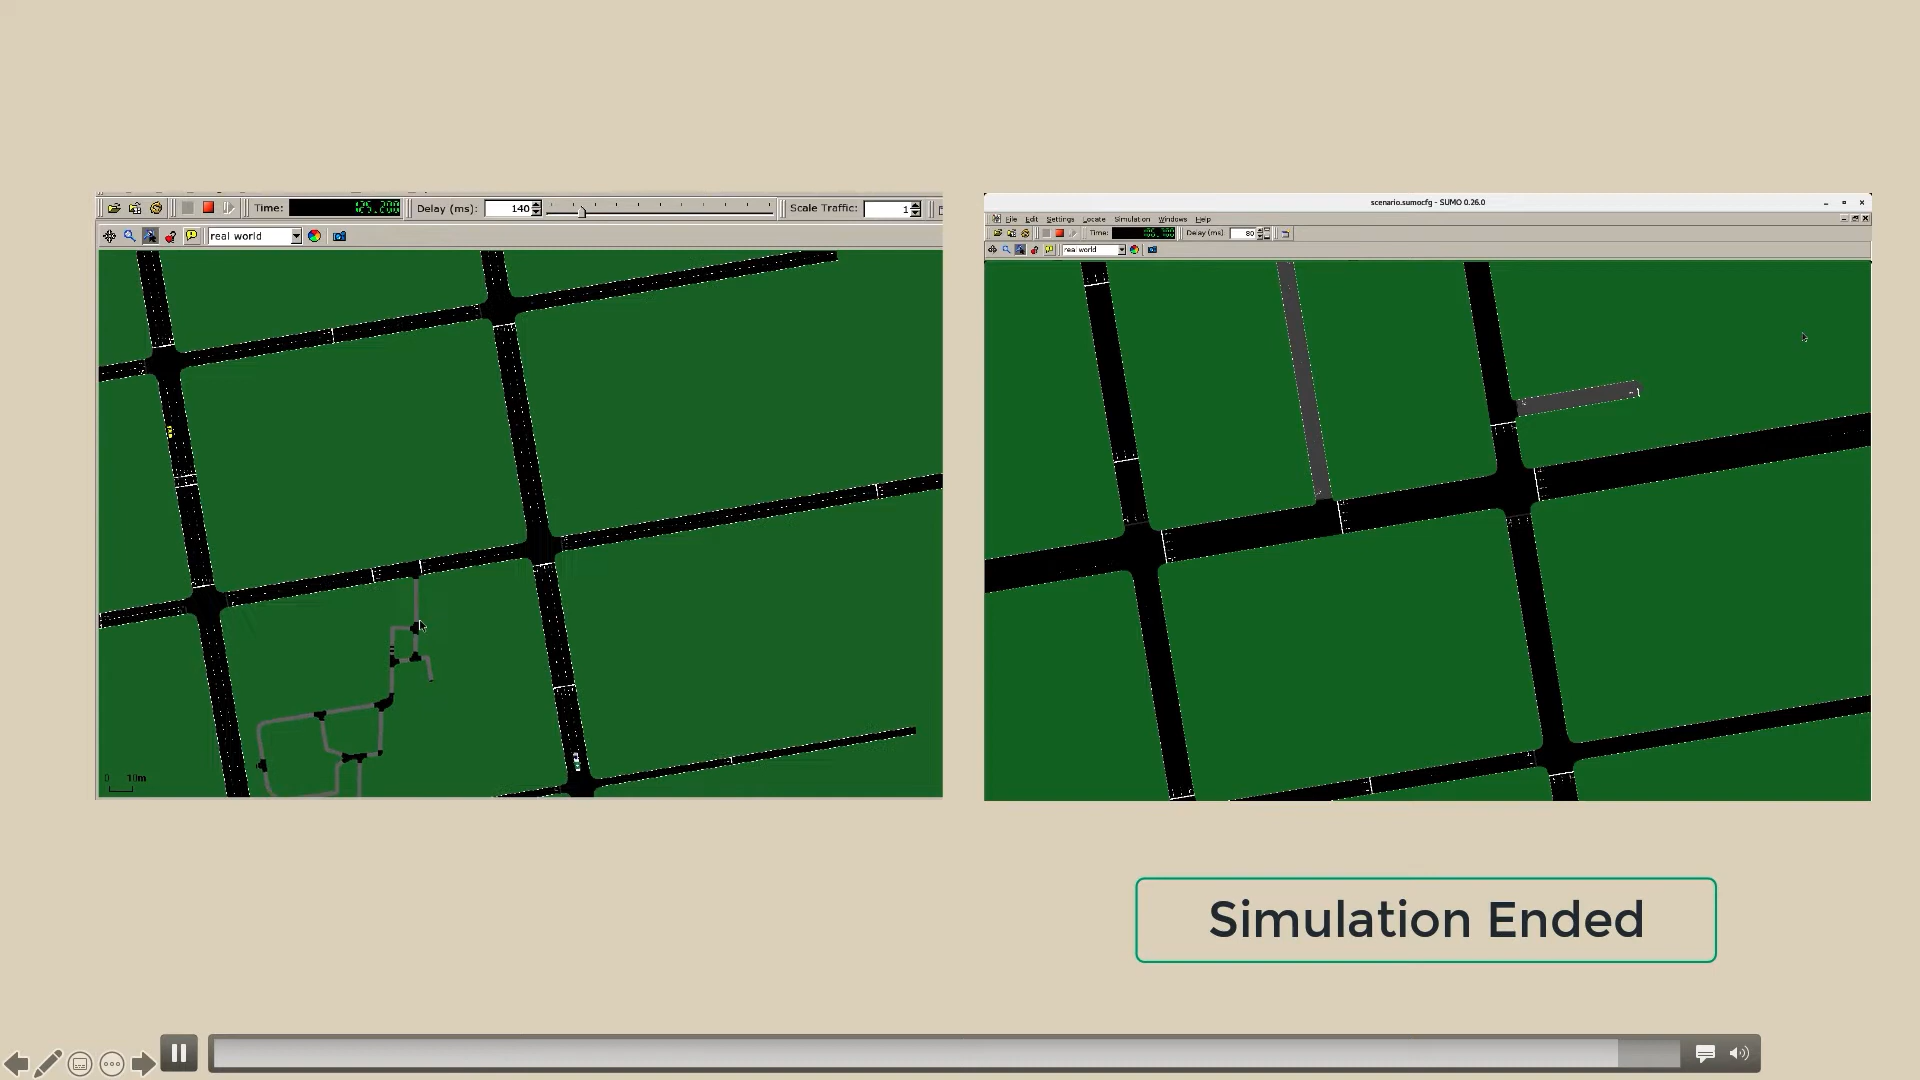 Time:
Delay (ms):
140
Scale Traffic:
1
real world
0 10m
scenario.sumocfg - SUMO 0.26.0
File Edit Settings Locate Simulation Windows Help
Time:
Delay (ms)
80
real world
Simulation Ended